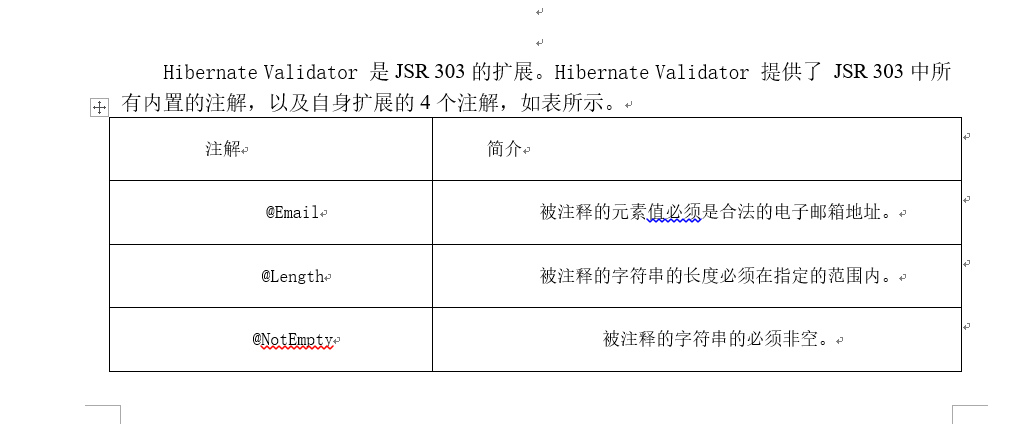 Hibernate Validator 是 JSR 303 的扩展。Hibernate Validator 提供了 JSR 303 中所
有内置的注解，以及自身扩展的 4 个注解，如表所示。
注解 简介
@Email 被注释的元素值必须是合法的电子邮箱地址。
@Length 被注释的字符串的长度必须在指定的范围内。
@NotEmpty 被注释的字符串的必须非空。